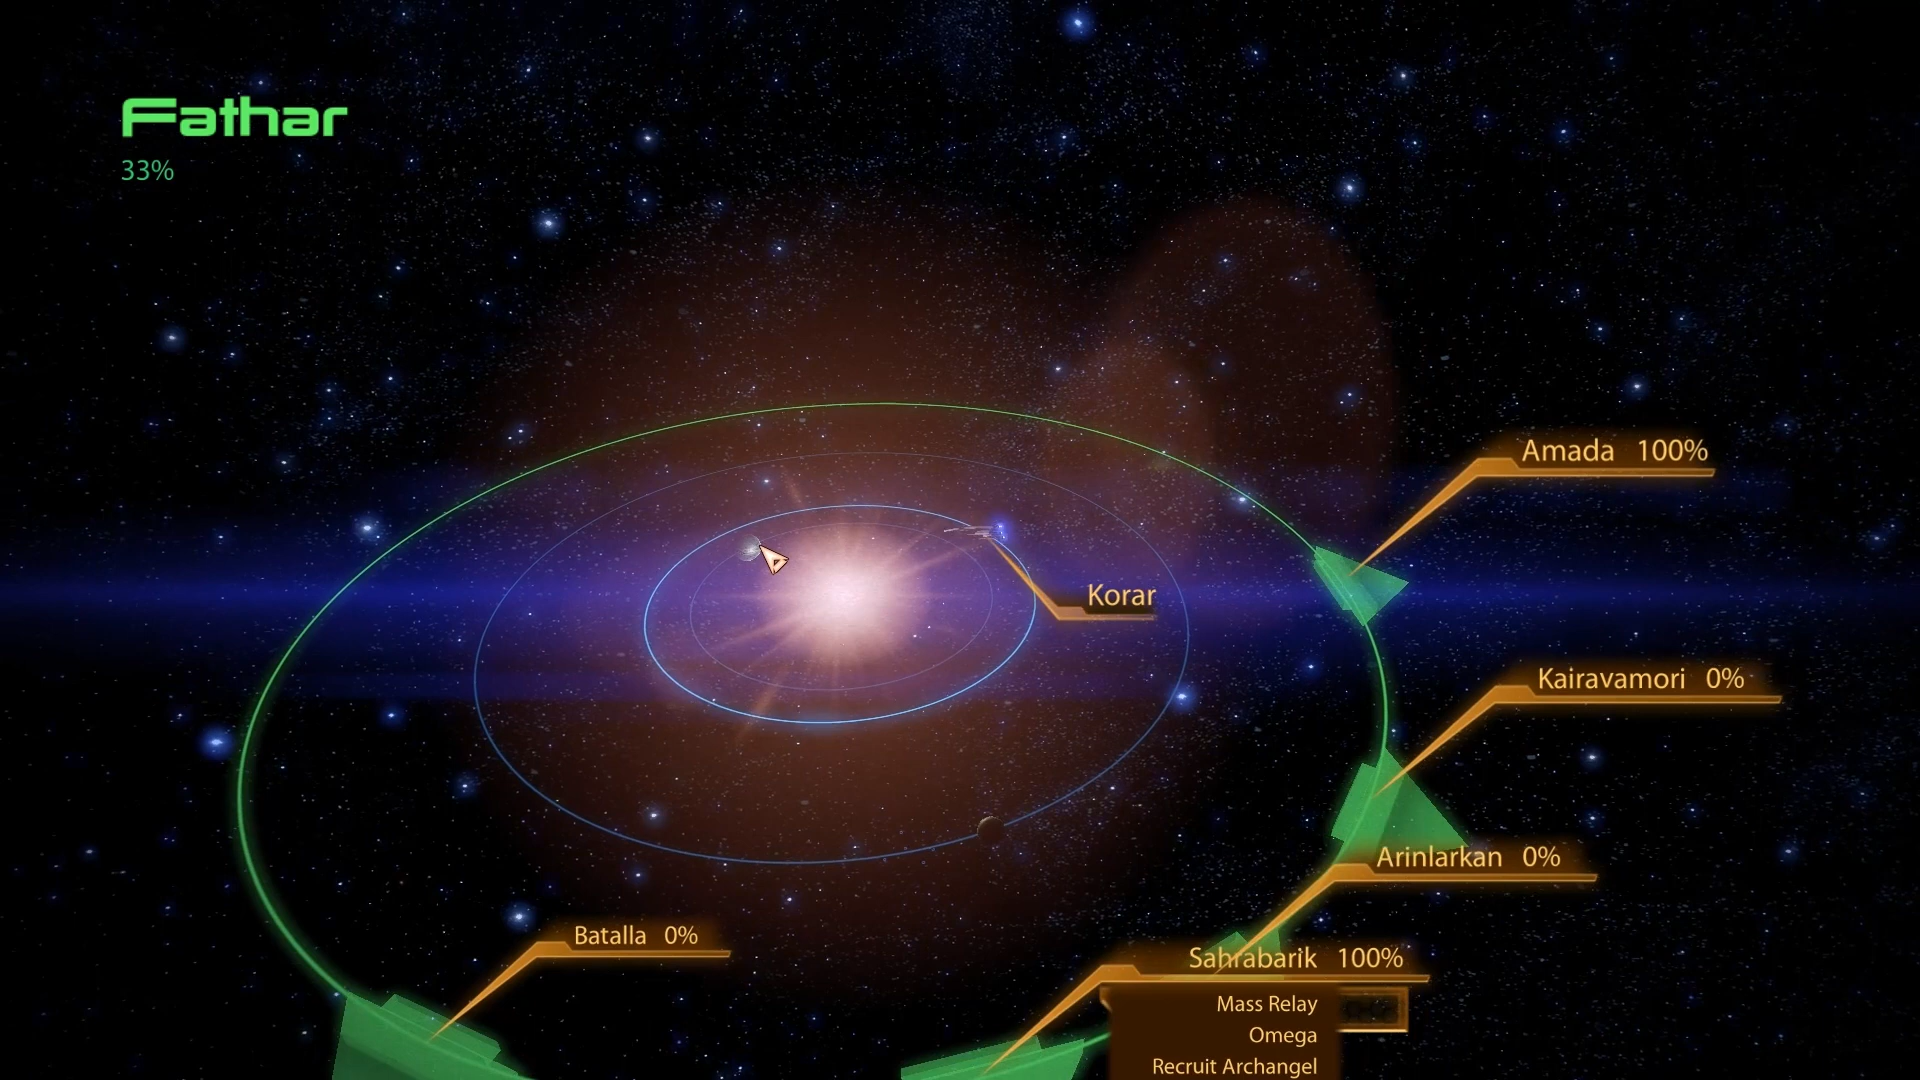 Fathar
33%
Amada 100%
Korar
Kairavamori 0%
Arinlarkan 0%
Batalla 0%
Sahrabarik 100%
Mass Relay
Omega
Recruit Archangel